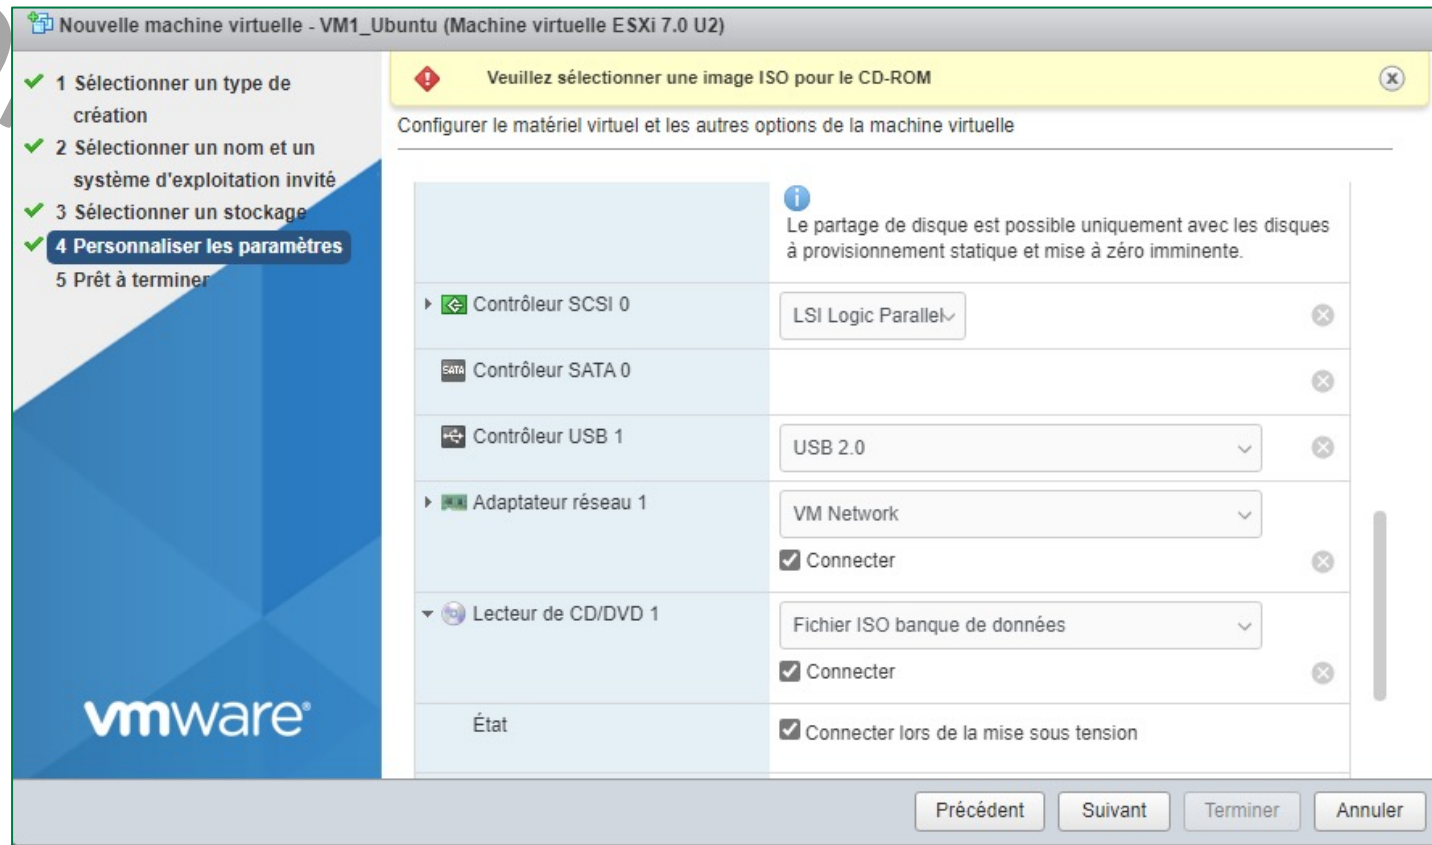 Nouvelle machine virtuelle - VM1_Ubuntu (Machine virtuelle ESXi 7.0 U2)
1 Sélectionner un type de
création
2 Sélectionner un nom et un
système d'exploitation invité
3 Sélectionner un stockage
4 Personnaliser les paramètres
5 Prêt à terminer
vmware®
Veuillez sélectionner une image ISO pour le CD-ROM
Configurer le matériel virtuel et les autres options de la machine virtuelle
Le partage de disque est possible uniquement avec les disques
à provisionnement statique et mise à zéro imminente.
Contrôleur SCSI 0
LSI Logic Parallel
SATA
Contrôleur SATA 0
Contrôleur USB 1
USB 2.0
Adaptateur réseau 1
VM Network
Connecter
Lecteur de CD/DVD 1
Fichier ISO banque de données
Connecter
État
Connecter lors de la mise sous tension
Précédent
Suivant
Terminer
Annuler